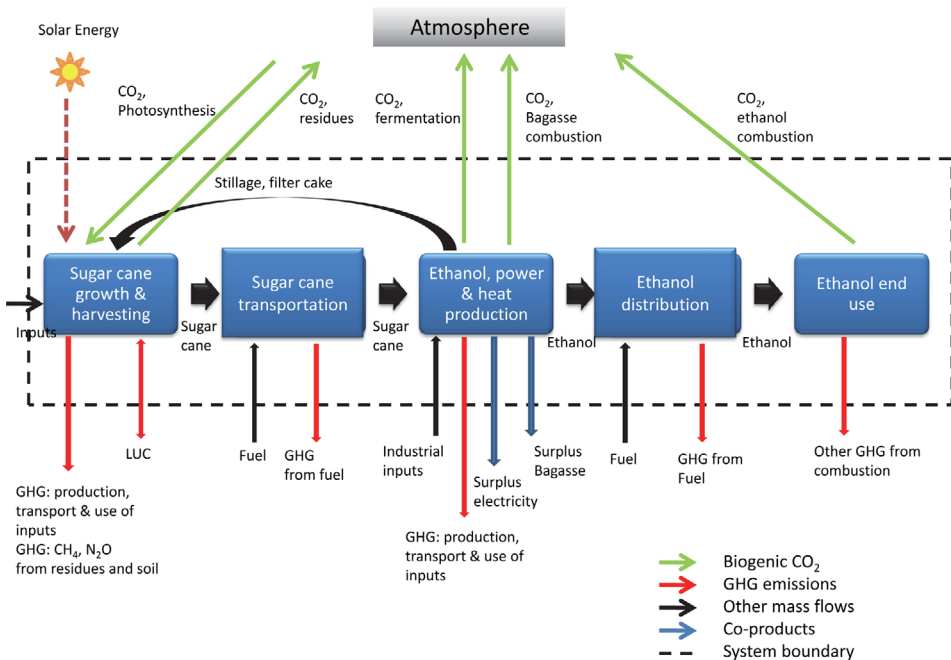 Atmosphere
Solar Energy
CO2,
Photosynthesis
CO2,
residues
CO2,
fermentation
CO2,
Bagasse
combustion
CO2,
ethanol
combustion
Stillage, filter cake
Sugar cane
growth &
harvesting
Sugar cane
transportation
Ethanol, power
& heat
production
Ethanol
distribution
Ethanol end
use
Inputs
Sugar
cane
Sugar
cane
Ethanol
Ethanol
LUC
Fuel
GHG
from fuel
Industrial
inputs
Surplus
electricity
Surplus
Bagasse
Fuel
GHG from
Fuel
Other GHG from
combustion
GHG: production,
transport & use of
inputs
GHG: CH4, N2O
from residues and soil
GHG: production,
transport & use of
inputs
Biogenic CO2
GHG emissions
Other mass flows
Co-products
System boundary